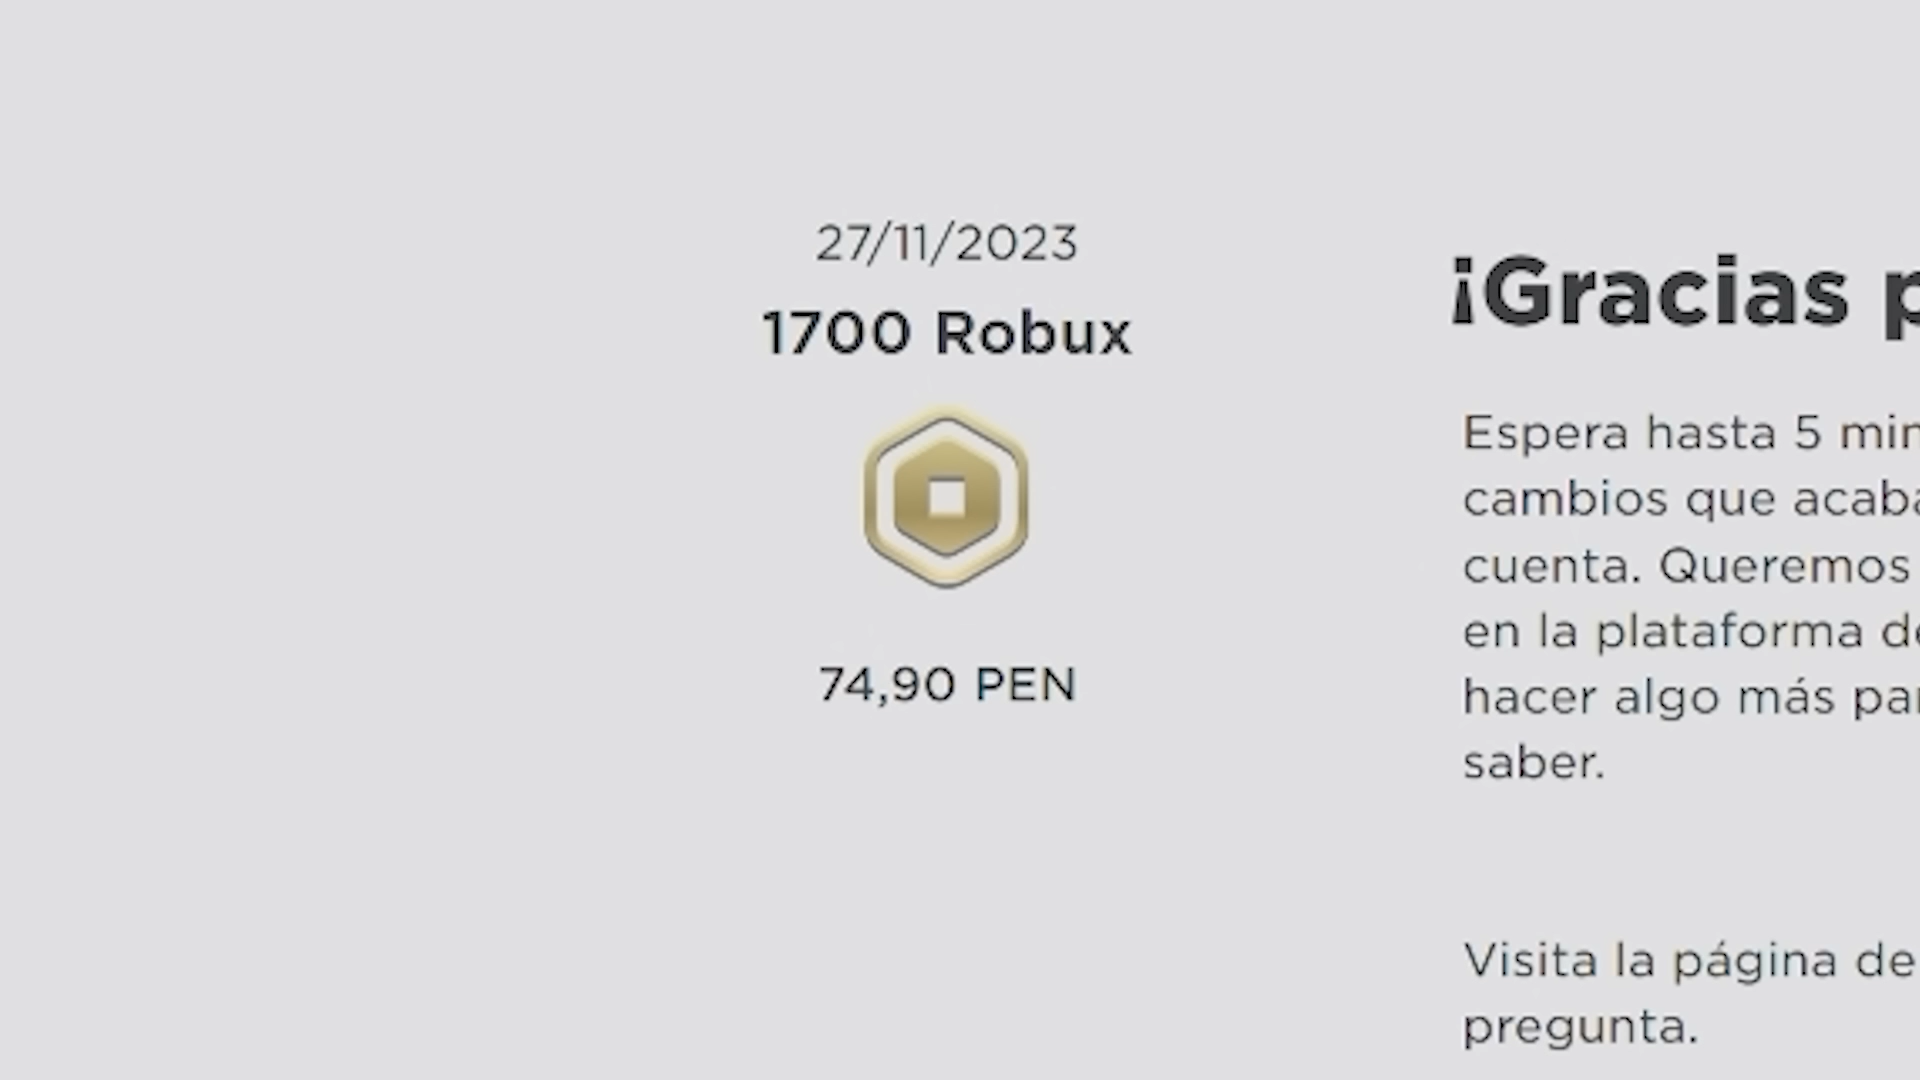 27/11/2023
1700 Robux
74,90 PEN
¡Gracias
Espera hasta 5
cambios que
cuenta. Queremos
en la plataforma
hacer algo más
saber.
Visita la página de
pregunta.